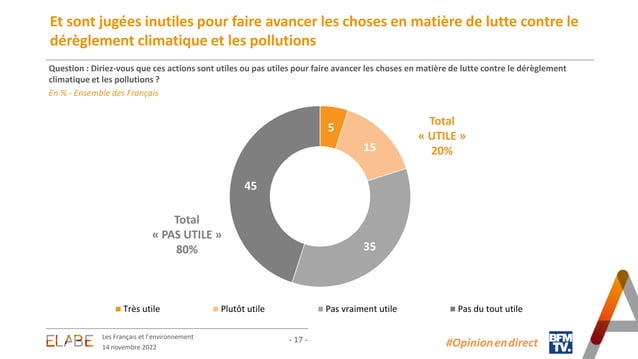 Et sont jugées inutiles pour faire avancer les choses en matière de lutte contre le
dérèglement climatique et les pollutions
Question : Diriez-vous que ces actions sont utiles ou pas utiles pour faire avancer les choses en matière de lutte contre le dérèglement
climatique et les pollutions ?
En % - Ensemble des Français
5
15
Total
« UTILE »
20%
45
35
Total
« PAS UTILE »
80%
Très utile
Plutôt utile
Pas vraiment utile
Pas du tout utile
ELABE
Les Français et l'environnement
14 novembre 2022
- 17 -
#Opinion en direct
BFM
TV.